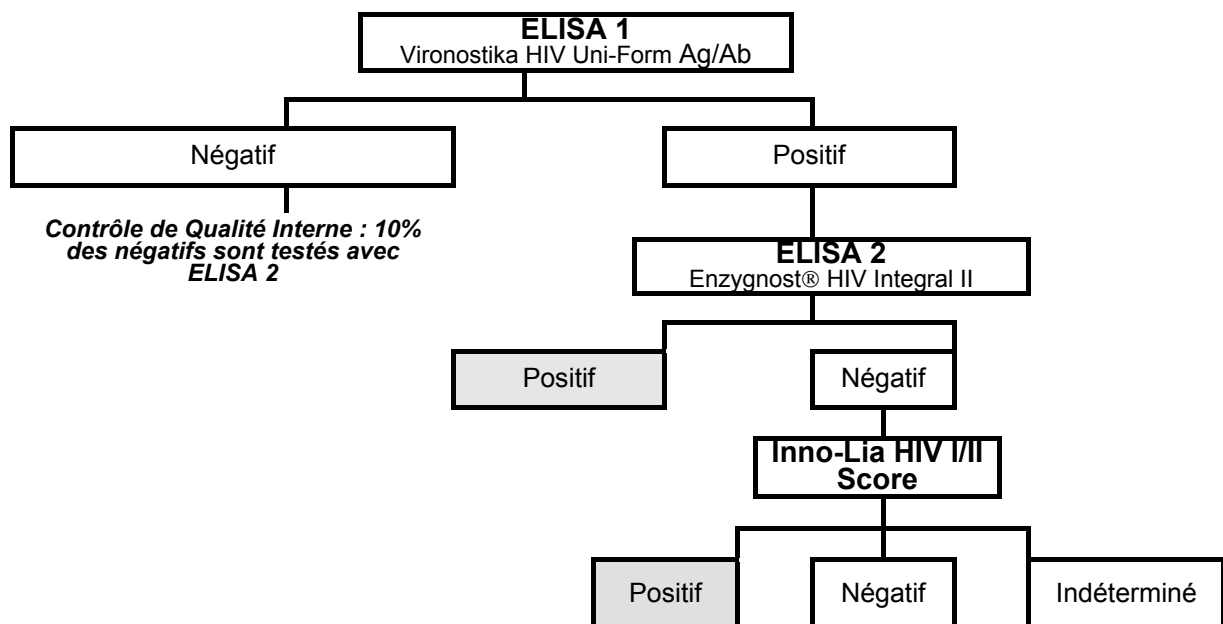 ELISA 1
Vironostika HIV Uni-Form Ag/Ab
Négatif
Positif
Contrôle de Qualité Interne : 10%
des négatifs sont testés avec
ELISA 2
ELISA 2
Enzygnost® HIV Integral II
Positif
Négatif
Inno-Lia HIV I/II
Score
Positif
Négatif
Indéterminé